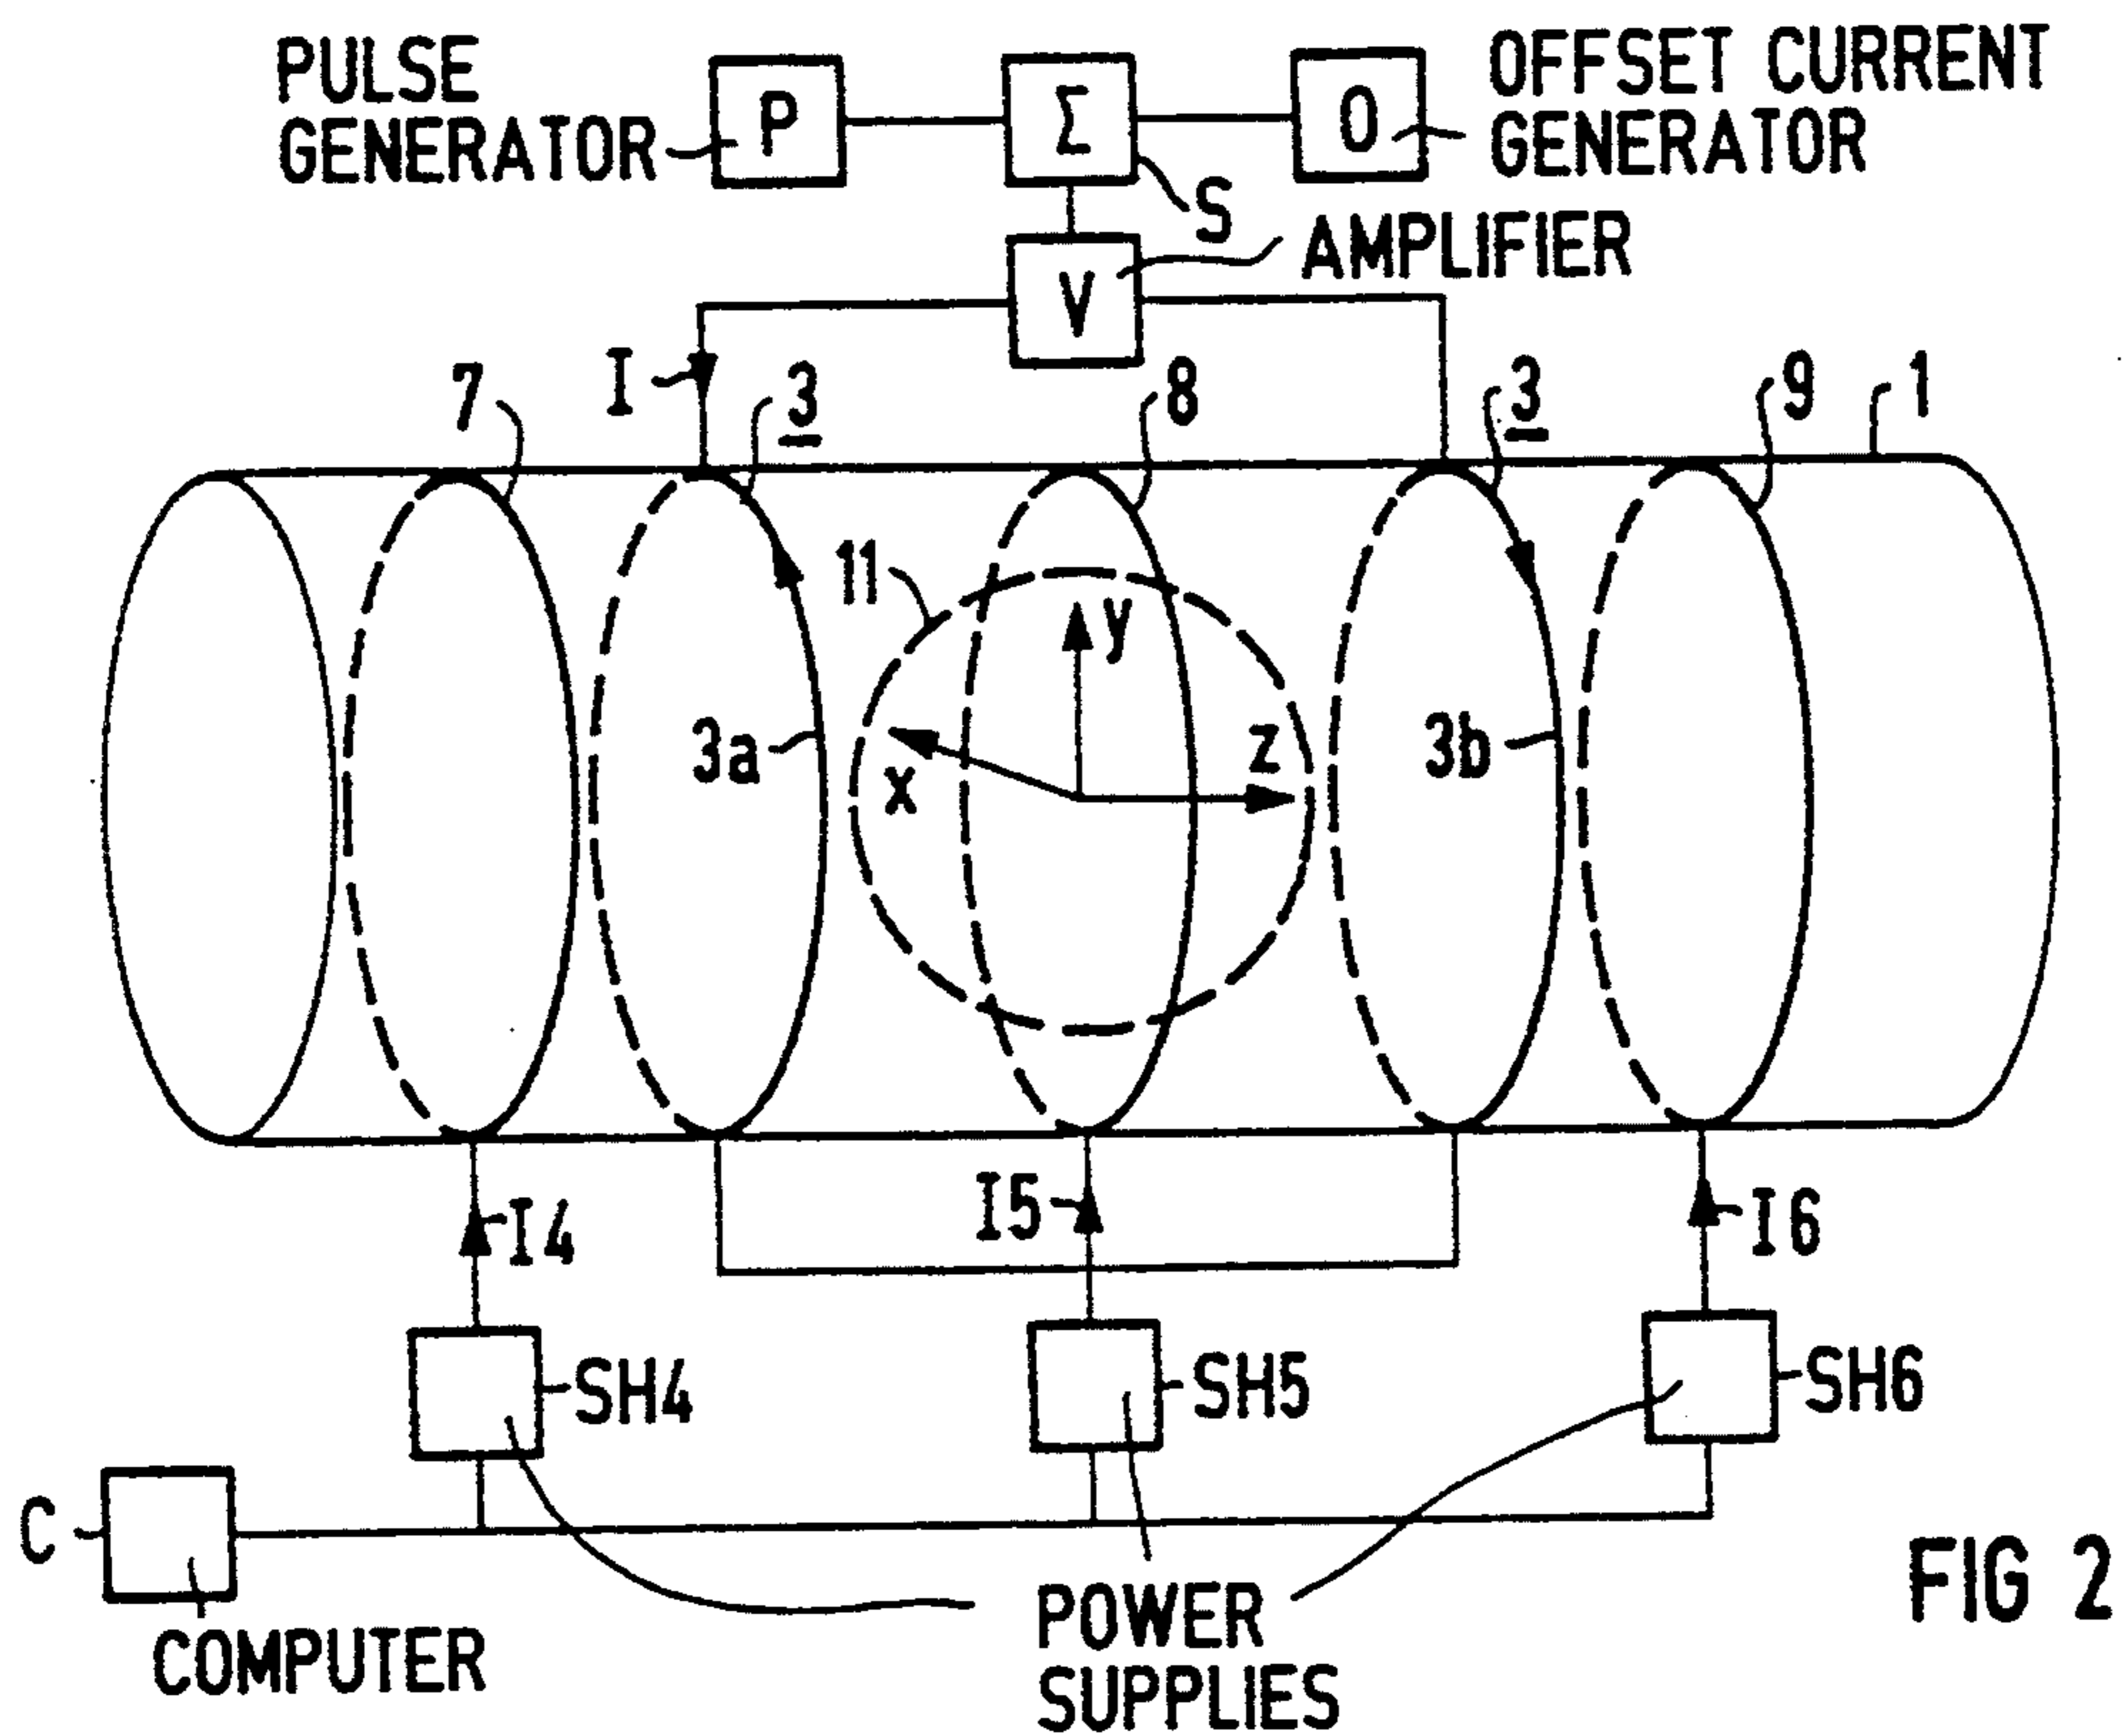 PULSE
GENERATOR
P
Σ
O
OFFSET CURRENT
GENERATOR
S
AMPLIFIER
V
I
7
3
8
3
9
1
11
y
3a
x
z
3b
I4
I5
I6
SH4
SH5
SH6
C
COMPUTER
POWER
SUPPLIES
FIG 2